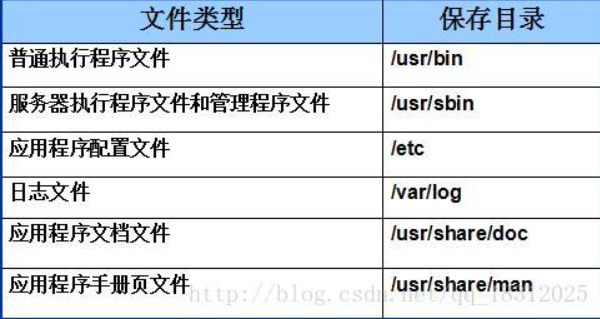 文件类型 保存目录
普通执行程序文件 /usr/bin
服务器执行程序文件和管理程序文件 /usr/sbin
应用程序配置文件 /etc
日志文件 /var/log
应用程序文档文件 /usr/share/doc
应用程序手册页文件 /usr/share/man
http://blog.csdn.net/qq_18312025